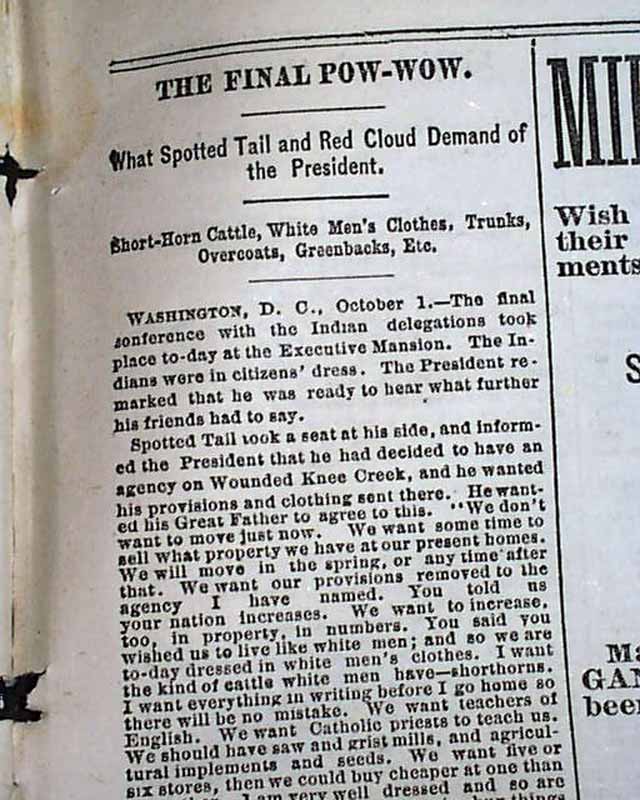 THE FINAL POW-WOW.
What Spotted Tail and Red Cloud Demand of
the President.
Short-Horn Cattle, White Men's Clothes, Trunks,
Overcoats, Greenbacks, Etc.
WASHINGTON, D. C., October 1.—The final
conference with the Indian delegations took
place to-day at the Executive Mansion. The In-
dians were in citizens' dress. The President re-
marked that he was ready to hear what further
his friends had to say.
Spotted Tail took a seat at his side, and inform-
ed the President that he had decided to have an
agency on Wounded Knee Creek, and he wanted
his provisions and clothing sent there. He want-
ed his Great Father to agree to this. "We don't
want to move just now. We want some time to
sell what property we have at our present homes.
We will move in the spring, or any time after
that. We want our provisions removed to the
agency I have named. You told us
your nation increases. We want to increase,
too, in property, in numbers. You said you
wished us to live like white men; and so we are
to-day dressed in white men's clothes. I want
the kind of cattle white men have—shorthorns.
I want everything in writing before I go home so
there will be no mistake. We want teachers of
English. We want Catholic priests to teach us.
We should have saw and grist mills, and agricul-
tural implements and seeds. We want five or
six stores, then we could buy cheaper at one than
I am very well dressed and so are
things
MI
Wish
their
ments
S
Ma
GAN
been